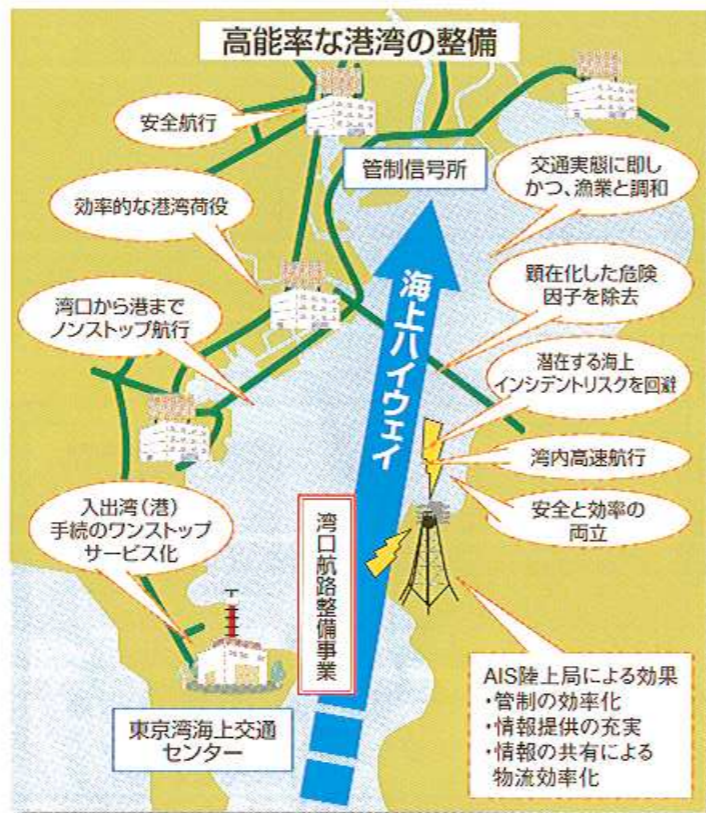 高能率な港湾の整備
安全航行
管制信号所
交通実態に即し
かつ、漁業と調和
効率的な港湾荷役
顕在化した危険
因子を除去
湾口から港まで
ノンストップ航行
海上ハイウェイ
潜在する海上
インシデントリスクを回避
湾内高速航行
安全と効率の
両立
入出湾(港)
手続のワンストップ
サービス化
湾口航路整備事業
東京湾海上交通
センター
AIS陸上局による効果
・管制の効率化
・情報提供の充実
・情報の共有による
物流効率化